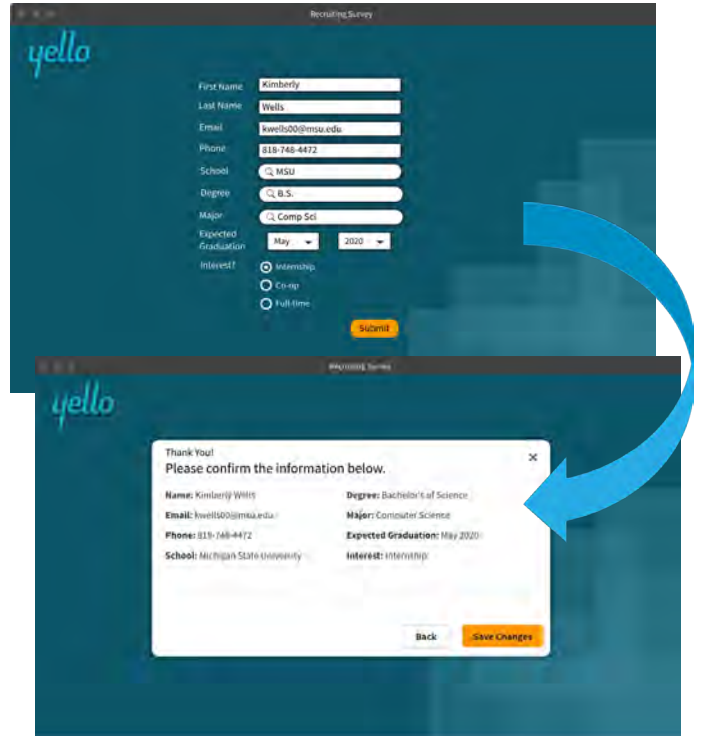 Recruiting Survey
yello
First Name Kimberly
Last Name Wells
Email kwells00@msu.edu
Phone 818-748-4472
School MSU
Degree B.S.
Major Comp Sci
Expected Graduation May 2020
Interest? Internship
Co-op
Full-time
Submit
Recruiting Survey
yello
Thank You!
Please confirm the information below.
Name: Kimberly Wells
Email: kwells00@msu.edu
Phone: 818-748-4472
School: Michigan State University
Degree: Bachelor's of Science
Major: Computer Science
Expected Graduation: May 2020
Interest: Internship
Back
Save Changes